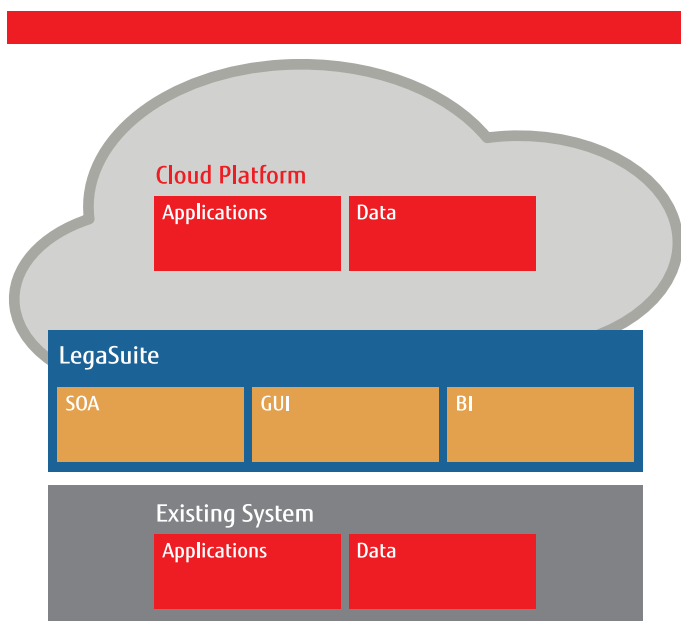 Cloud Platform
Applications
Data
LegaSuite
SOA
GUI
BI
Existing System
Applications
Data